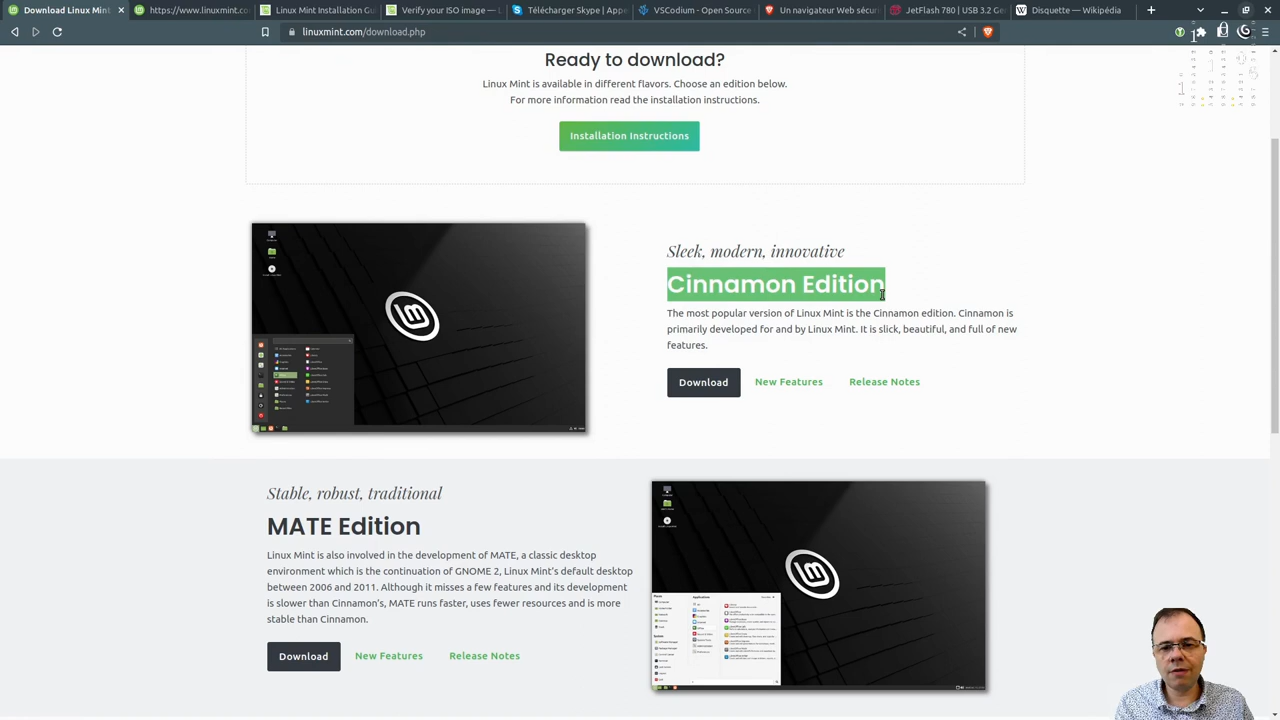 Download Linux Mint
https://www.linuxmint.co
Linux Mint Installation Gu
Verify your ISO image —
Télécharger Skype | Appe
VSCodium - Open Source
Un navigateur Web sécur
JetFlash 780 | USB 3.2 Ge
Disquette — Wikipédia
linuxmint.com/download.php
Ready to download?
Linux Mint is available in different flavors. Choose an edition below.
For more information read the installation instructions.
Installation Instructions
Sleek, modern, innovative
Cinnamon Edition
The most popular version of Linux Mint is the Cinnamon edition. Cinnamon is
primarily developed for and by Linux Mint. It is slick, beautiful, and full of new
features.
Download
New Features
Release Notes
Stable, robust, traditional
MATE Edition
Linux Mint is also involved in the development of MATE, a classic desktop
environment which is the continuation of GNOME 2, Linux Mint's default desktop
between 2006 and 2011. Although it misses a few features and its development
is slower than Cinnamon's, MATE runs faster, uses fewer resources and is more
stable than Cinnamon.
Download
New Features
Release Notes